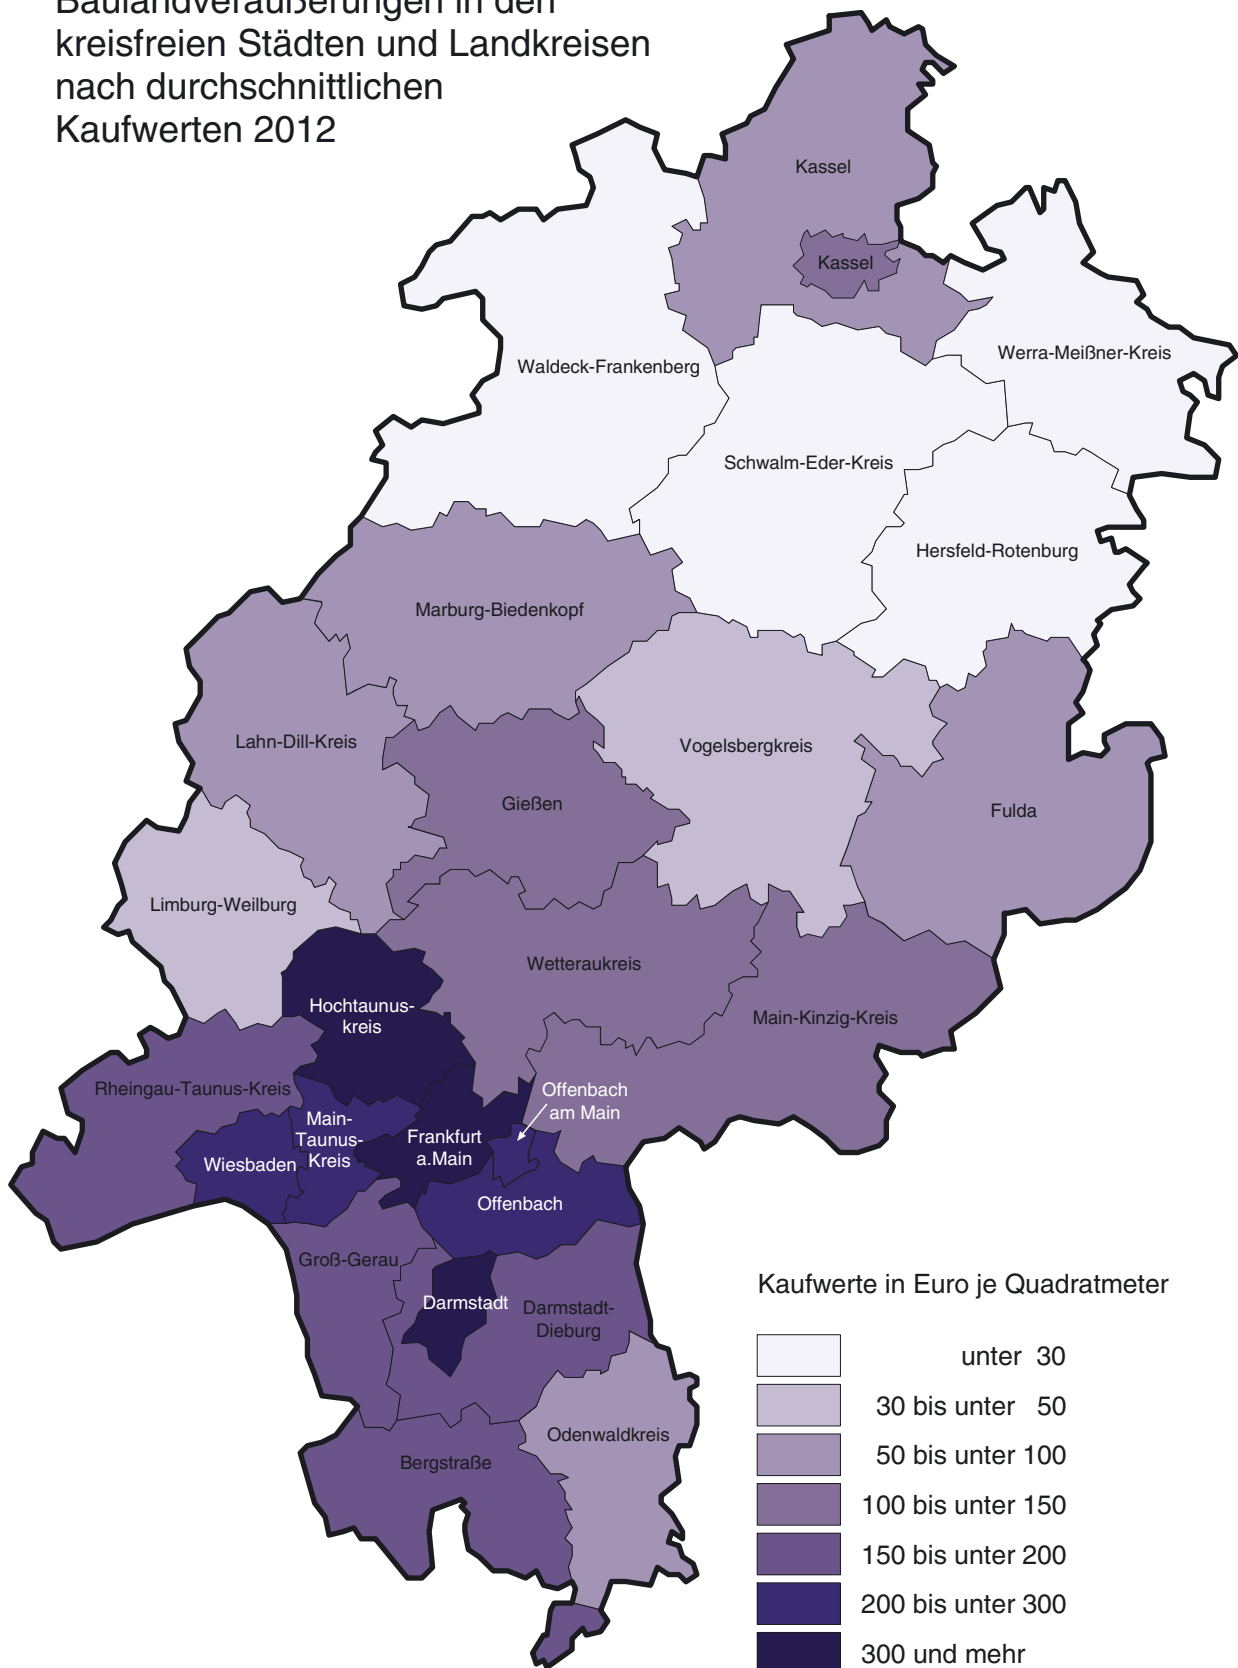 Baulandveräußerungen in den
kreisfreien Städten und Landkreisen
nach durchschnittlichen
Kaufwerten 2012
Kassel
Kassel
Waldeck-Frankenberg
Werra-Meißner-Kreis
Schwalm-Eder-Kreis
Hersfeld-Rotenburg
Marburg-Biedenkopf
Lahn-Dill-Kreis
Vogelsbergkreis
Gießen
Fulda
Limburg-Weilburg
Wetteraukreis
Hochtaunus-
kreis
Main-Kinzig-Kreis
Rheingau-Taunus-Kreis
Offenbach
am Main
Main-
Taunus-
Kreis
Frankfurt
a.Main
Wiesbaden
Offenbach
Groß-Gerau
Darmstadt
Darmstadt-
Dieburg
Odenwaldkreis
Bergstraße
Kaufwerte in Euro je Quadratmeter
unter 30
30 bis unter 50
50 bis unter 100
100 bis unter 150
150 bis unter 200
200 bis unter 300
300 und mehr